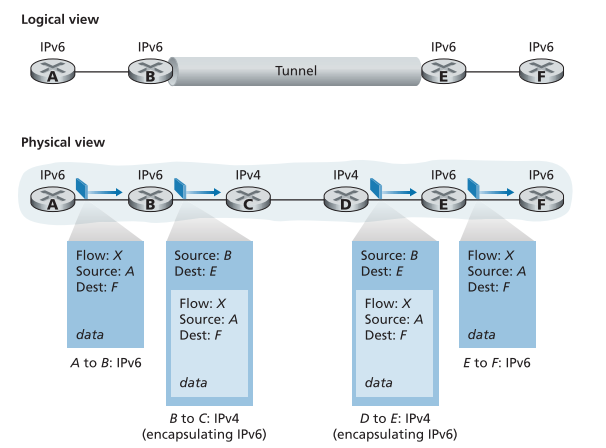 Logical view
IPv6 IPv6 IPv6 IPv6
A B Tunnel E F
Physical view
IPv6 IPv6 IPv4 IPv4 IPv6 IPv6
A B C D E F
Flow: X
Source: A
Dest: F
data
A to B: IPv6
Source: B
Dest: E
Flow: X
Source: A
Dest: F
data
B to C: IPv4
(encapsulating IPv6)
Source: B
Dest: E
Flow: X
Source: A
Dest: F
data
D to E: IPv4
(encapsulating IPv6)
Flow: X
Source: A
Dest: F
data
E to F: IPv6